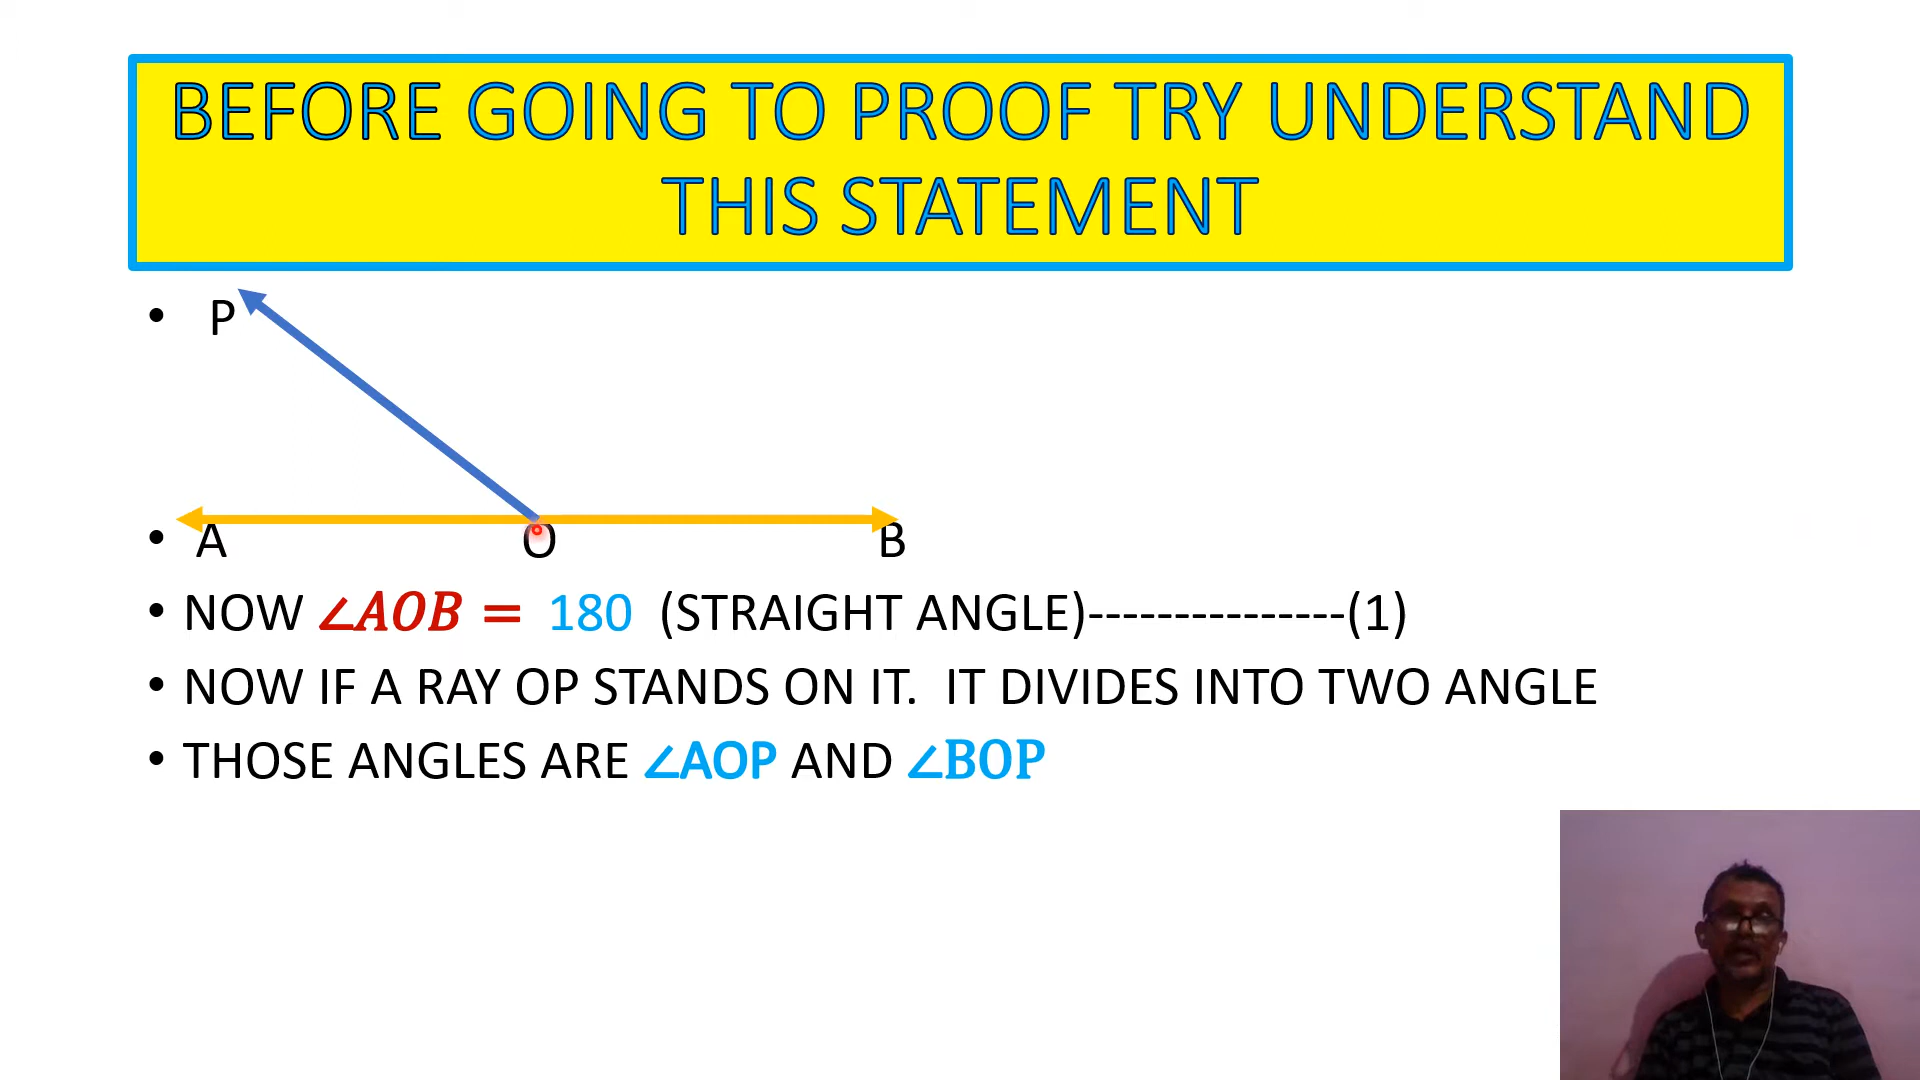 BEFORE GOING TO PROOF TRY UNDERSTAND
THIS STATEMENT
• P
• A O B
• NOW ∠AOB = 180 (STRAIGHT ANGLE)---------------(1)
• NOW IF A RAY OP STANDS ON IT. IT DIVIDES INTO TWO ANGLE
• THOSE ANGLES ARE ∠AOP AND ∠BOP